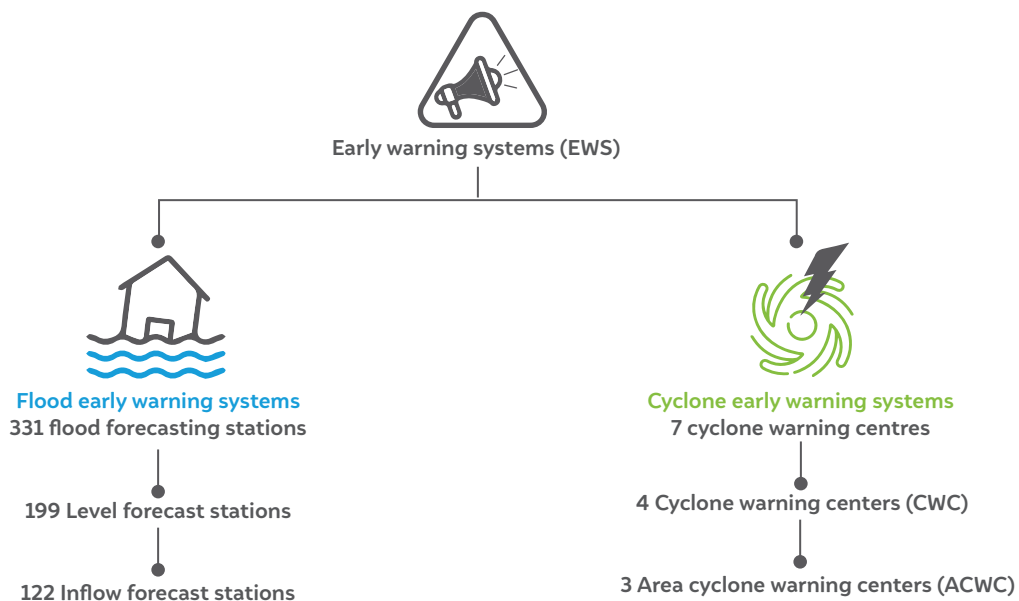 Early warning systems (EWS)
Flood early warning systems
331 flood forecasting stations
199 Level forecast stations
122 Inflow forecast stations
Cyclone early warning systems
7 cyclone warning centres
4 Cyclone warning centers (CWC)
3 Area cyclone warning centers (ACWC)